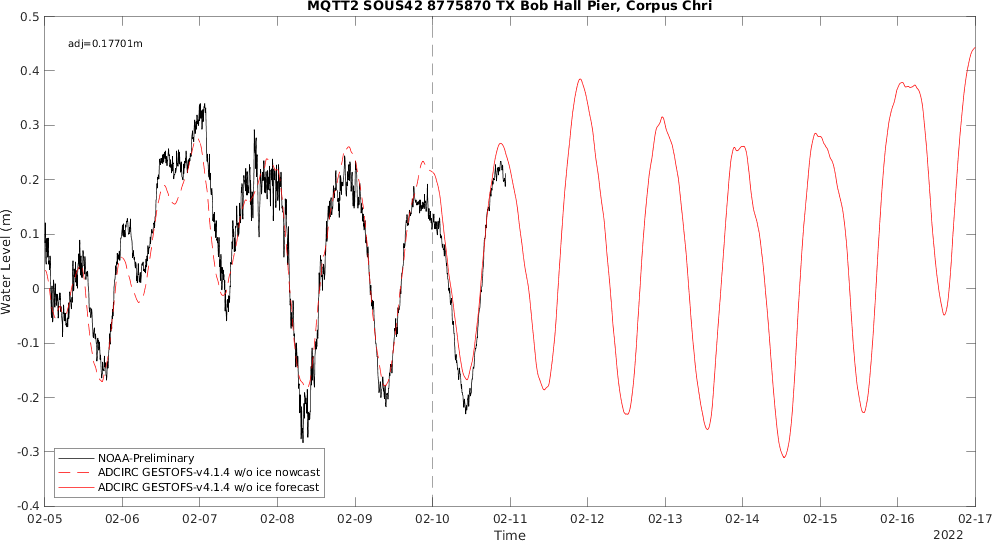 MQTT2 SOUS42 8775870 TX Bob Hall Pier, Corpus Chri
adj=0.17701m
0.5
0.4
0.3
0.2
0.1
0
-0.1
-0.2
-0.3
-0.4
Water Level (m)
NOAA-Preliminary
ADCIRC GESTOFS-v4.1.4 w/o ice nowcast
ADCIRC GESTOFS-v4.1.4 w/o ice forecast
02-05 02-06 02-07 02-08 02-09 02-10 02-11 02-12 02-13 02-14 02-15 02-16 02-17
Time
2022